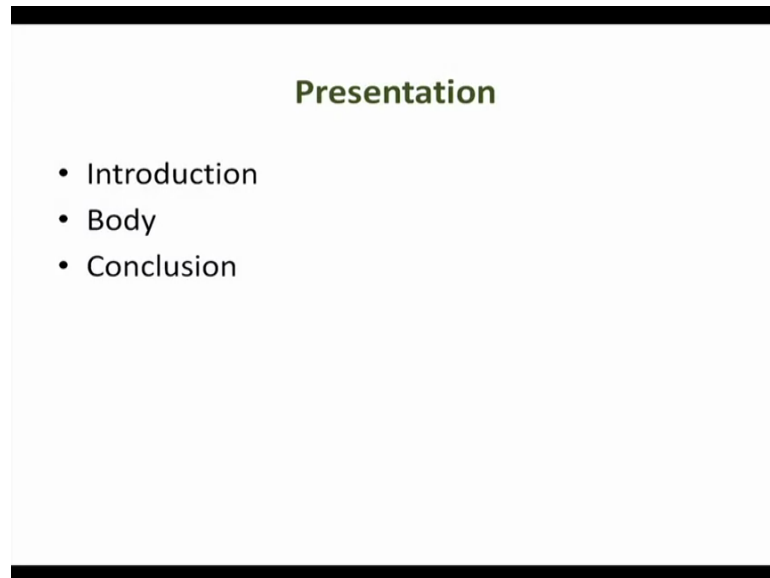 Presentation
• Introduction
• Body
• Conclusion